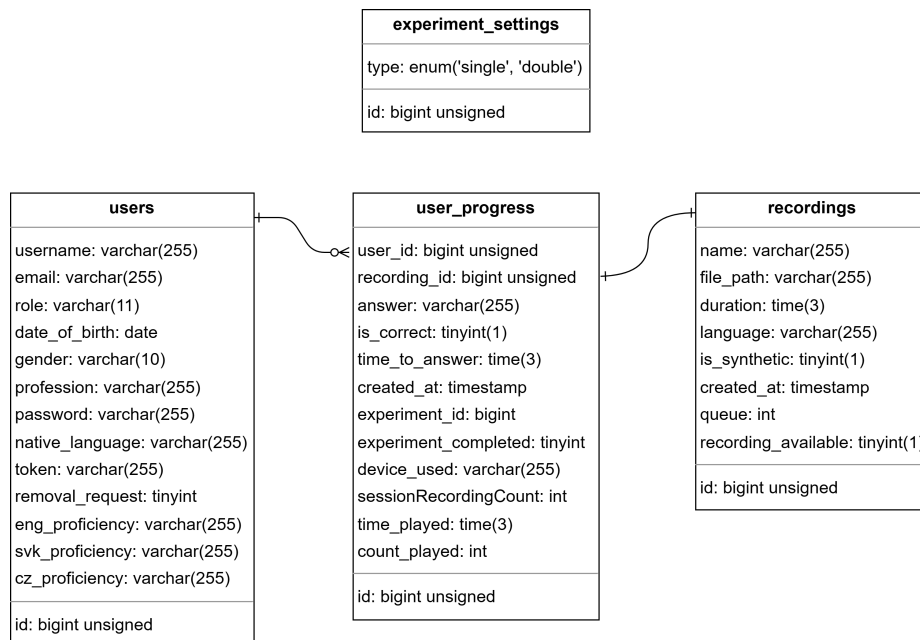 experiment_settings
type: enum('single', 'double')
id: bigint unsigned
users
username: varchar(255)
email: varchar(255)
role: varchar(11)
date_of_birth: date
gender: varchar(10)
profession: varchar(255)
password: varchar(255)
native_language: varchar(255)
token: varchar(255)
removal_request: tinyint
eng_proficiency: varchar(255)
svk_proficiency: varchar(255)
cz_proficiency: varchar(255)
id: bigint unsigned
user_progress
user_id: bigint unsigned
recording_id: bigint unsigned
answer: varchar(255)
is_correct: tinyint(1)
time_to_answer: time(3)
created_at: timestamp
experiment_id: bigint
experiment_completed: tinyint
device_used: varchar(255)
sessionRecordingCount: int
time_played: time(3)
count_played: int
id: bigint unsigned
recordings
name: varchar(255)
file_path: varchar(255)
duration: time(3)
language: varchar(255)
is_synthetic: tinyint(1)
created_at: timestamp
queue: int
recording_available: tinyint(1)
id: bigint unsigned